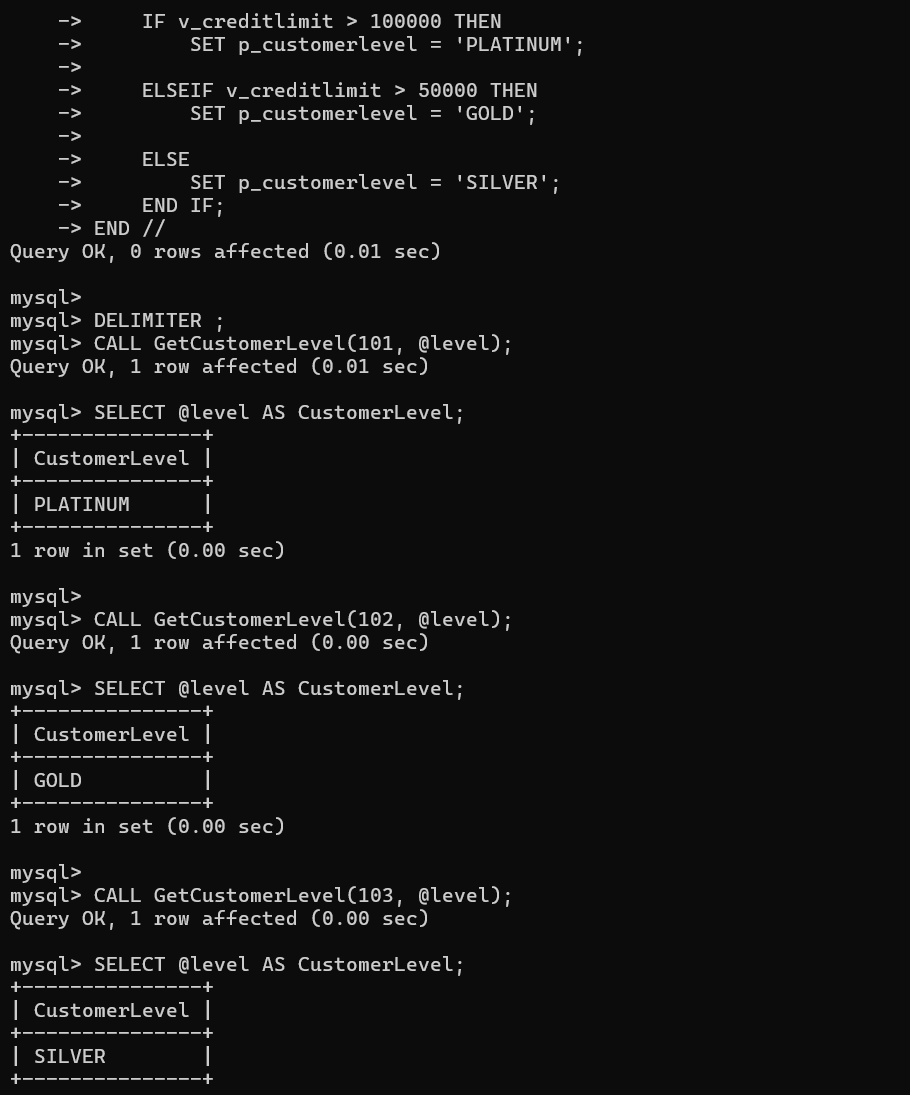 ->     IF v_creditlimit > 100000 THEN
    ->         SET p_customerlevel = 'PLATINUM';
    ->
    ->     ELSEIF v_creditlimit > 50000 THEN
    ->         SET p_customerlevel = 'GOLD';
    ->
    ->     ELSE
    ->         SET p_customerlevel = 'SILVER';
    ->     END IF;
    -> END //
Query OK, 0 rows affected (0.01 sec)

mysql>
mysql> DELIMITER ;
mysql> CALL GetCustomerLevel(101, @level);
Query OK, 1 row affected (0.01 sec)

mysql> SELECT @level AS CustomerLevel;
+---------------+
| CustomerLevel |
+---------------+
| PLATINUM      |
+---------------+
1 row in set (0.00 sec)

mysql>
mysql> CALL GetCustomerLevel(102, @level);
Query OK, 1 row affected (0.00 sec)

mysql> SELECT @level AS CustomerLevel;
+---------------+
| CustomerLevel |
+---------------+
| GOLD          |
+---------------+
1 row in set (0.00 sec)

mysql>
mysql> CALL GetCustomerLevel(103, @level);
Query OK, 1 row affected (0.00 sec)

mysql> SELECT @level AS CustomerLevel;
+---------------+
| CustomerLevel |
+---------------+
| SILVER        |
+---------------+